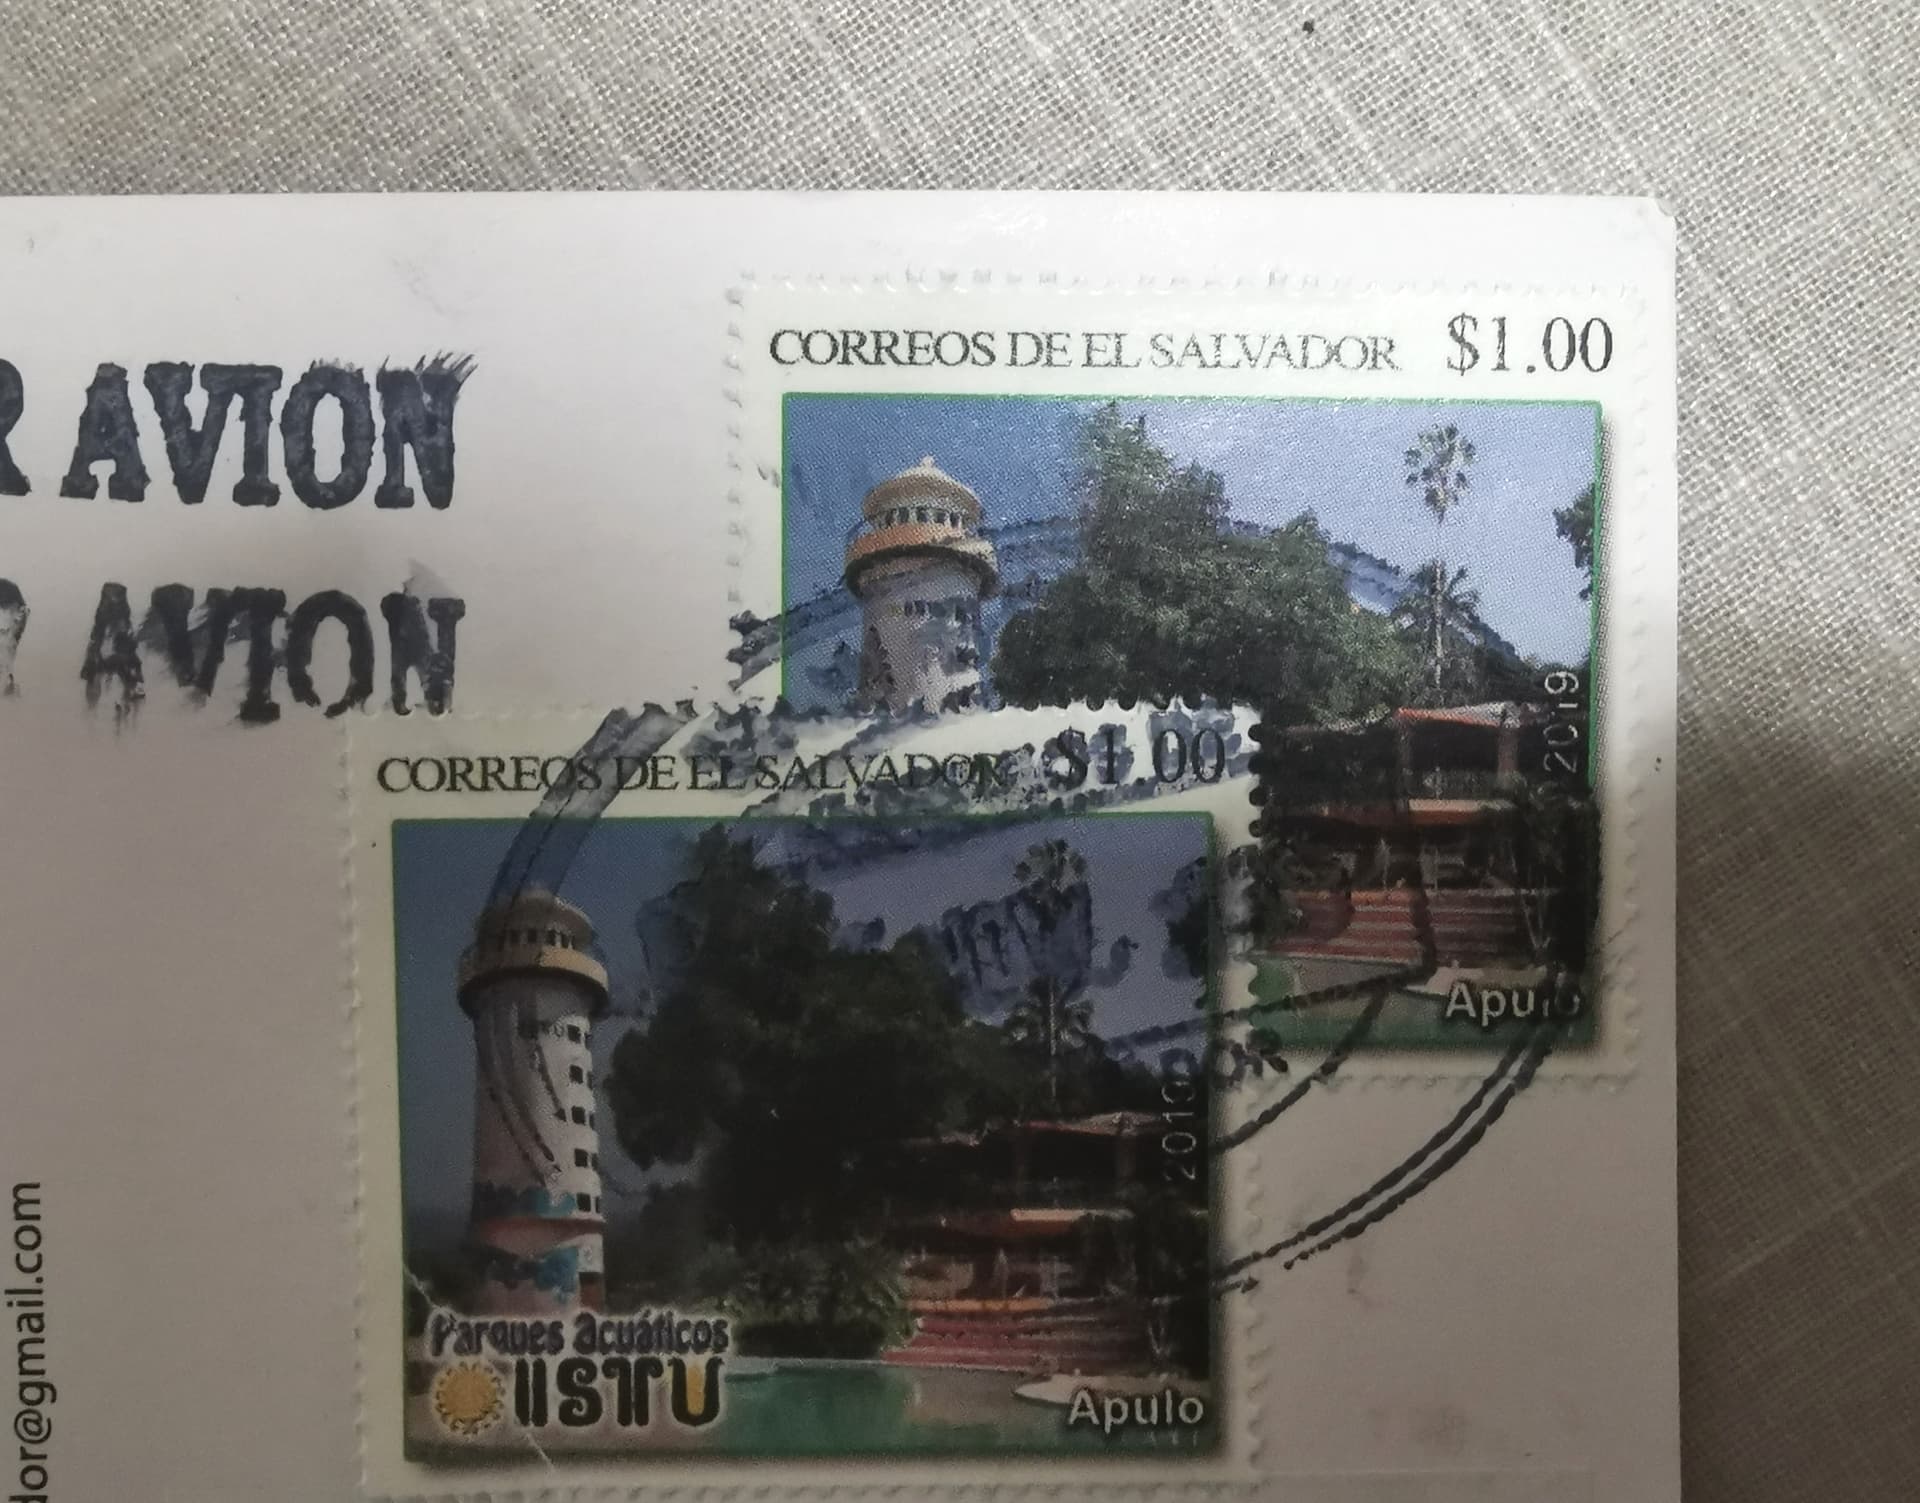 CORREOS DE EL SALVADOR $1.00
R AVION
AVION
2019
Apulo
CORREOS DE EL SALVADOR $1.00
2019
Parques acuáticos
ISTU
Apulo
dor@gmail.com